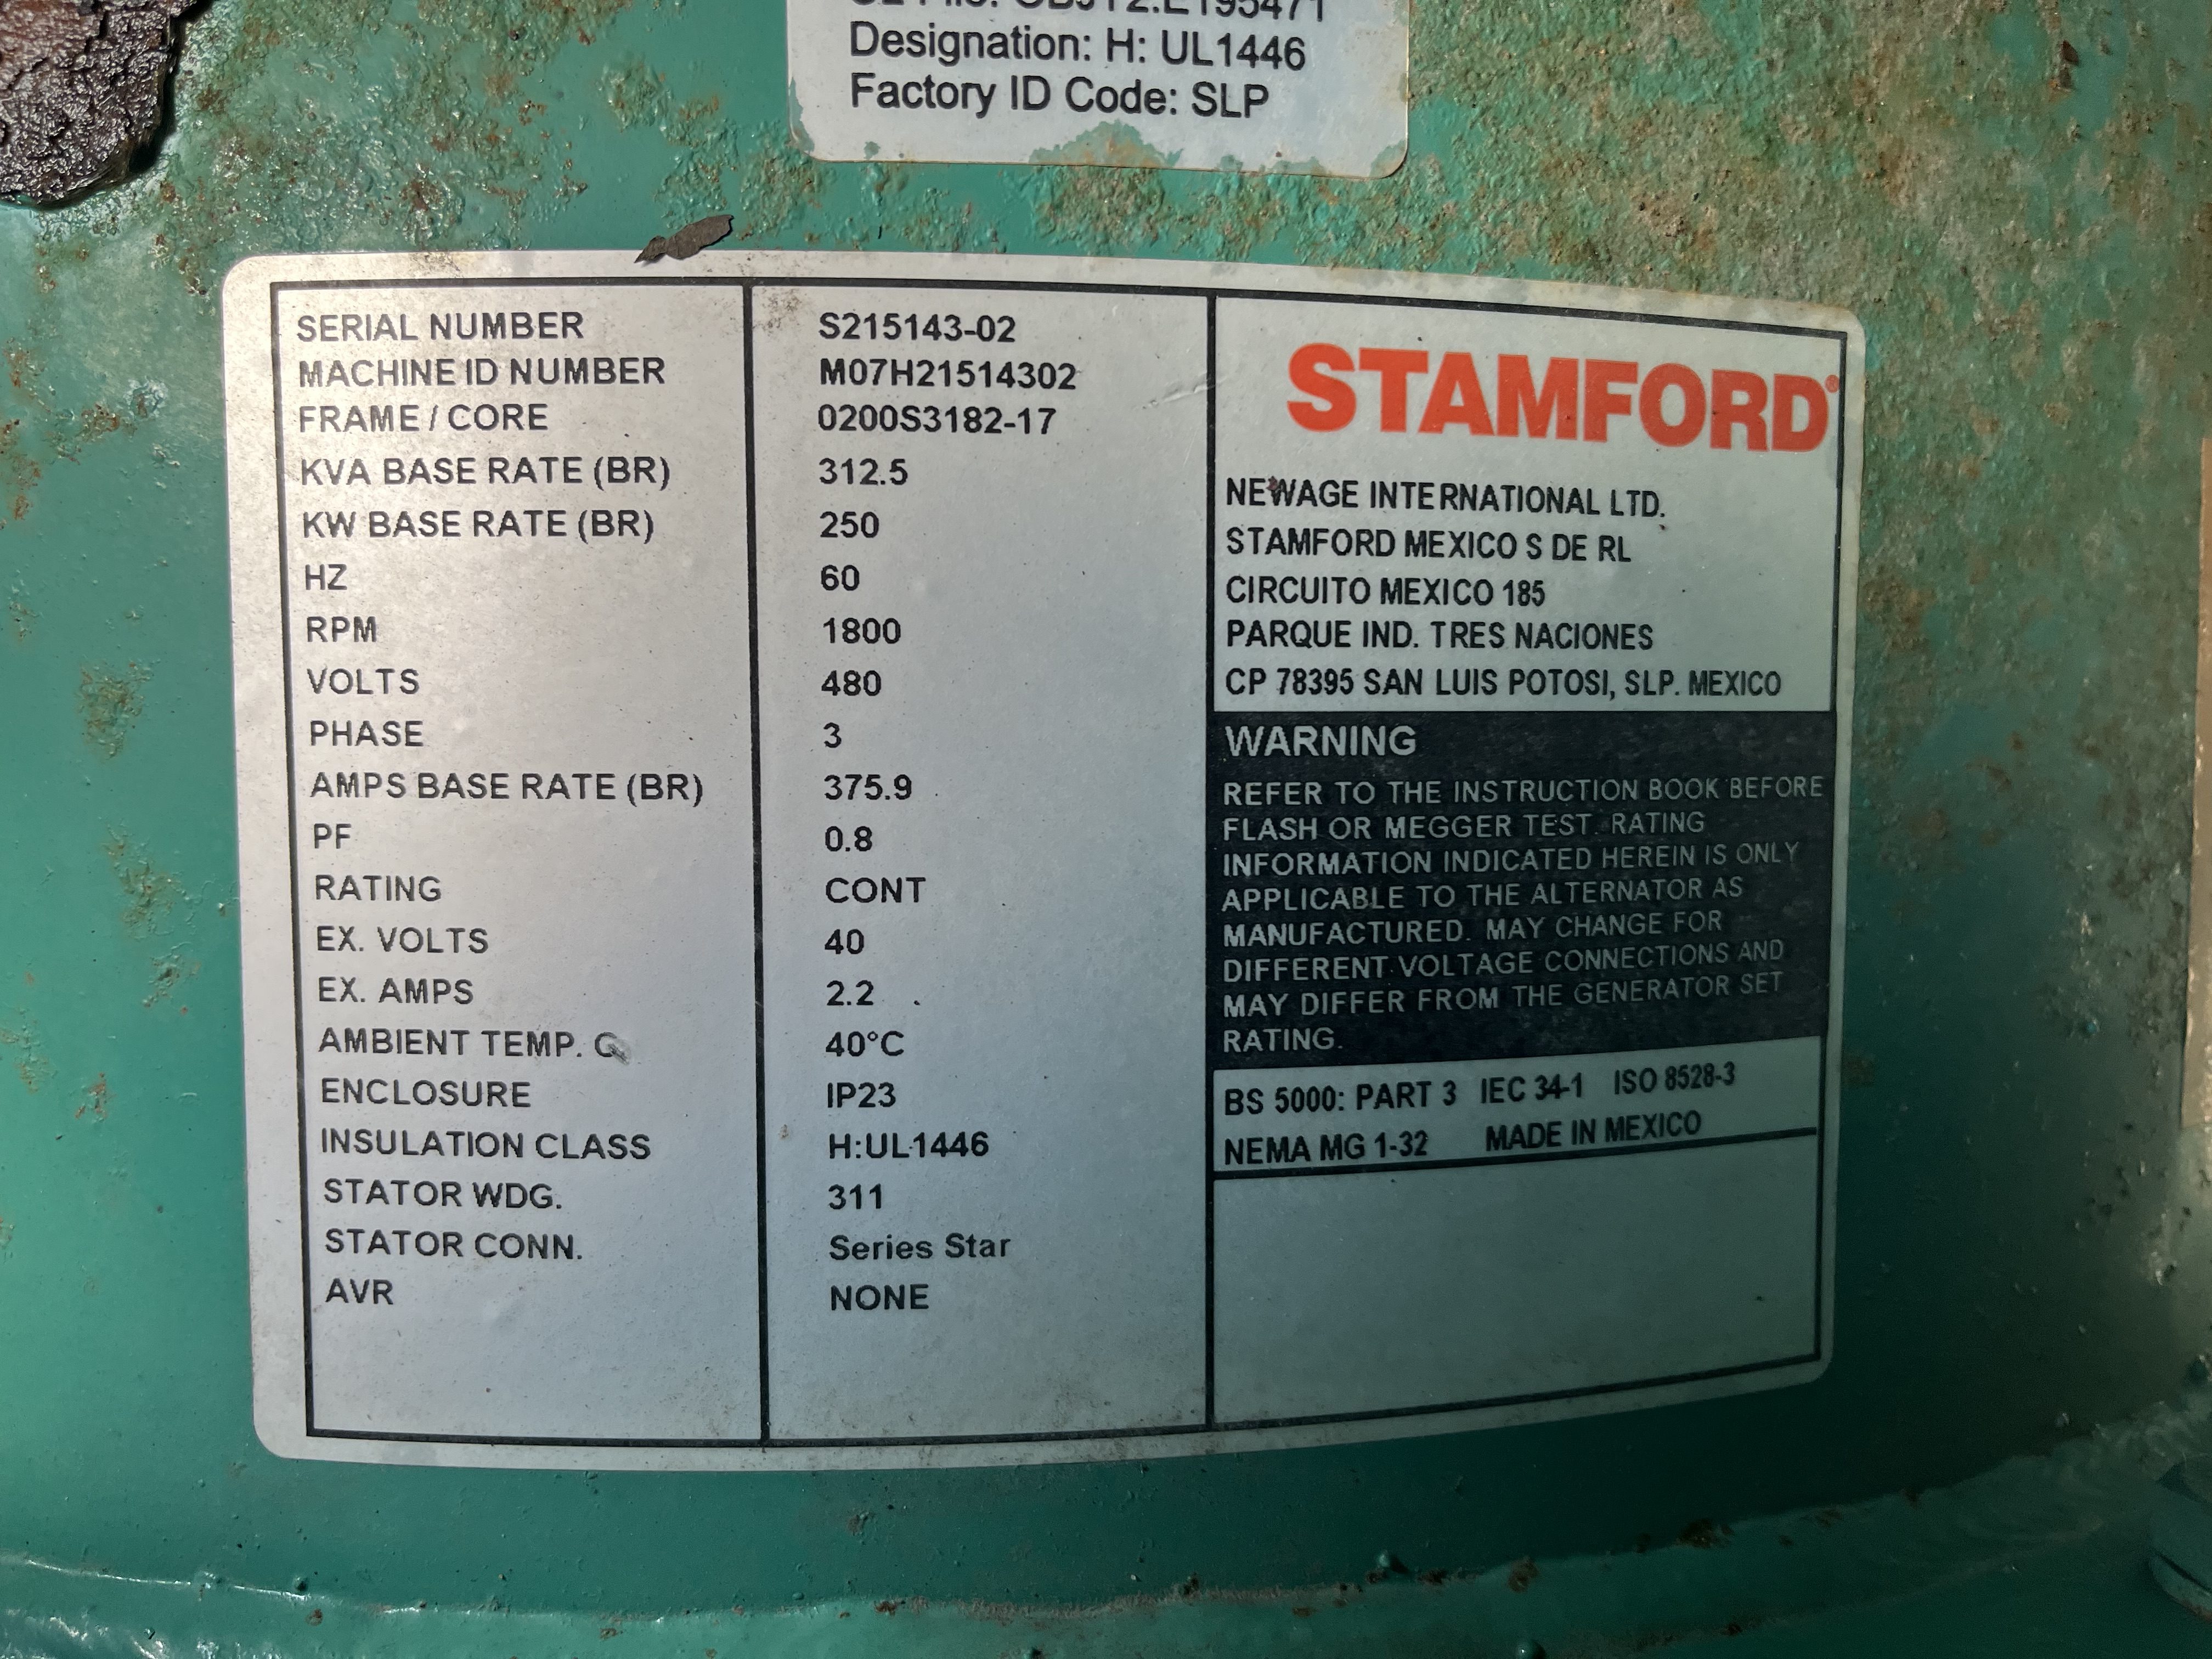 Designation: H: UL1446
Factory ID Code: SLP
SERIAL NUMBER S215143-02
MACHINE ID NUMBER M07H21514302
FRAME / CORE 0200S3182-17
KVA BASE RATE (BR) 312.5
KW BASE RATE (BR) 250
HZ 60
RPM 1800
VOLTS 480
PHASE 3
AMPS BASE RATE (BR) 375.9
PF 0.8
RATING CONT
EX. VOLTS 40
EX. AMPS 2.2
AMBIENT TEMP. C 40°C
ENCLOSURE IP23
INSULATION CLASS H:UL1446
STATOR WDG. 311
STATOR CONN. Series Star
AVR NONE
STAMFORD®
NEWAGE INTERNATIONAL LTD.
STAMFORD MEXICO S DE RL
CIRCUITO MEXICO 185
PARQUE IND. TRES NACIONES
CP 78395 SAN LUIS POTOSI, SLP. MEXICO
WARNING
REFER TO THE INSTRUCTION BOOK BEFORE
FLASH OR MEGGER TEST. RATING
INFORMATION INDICATED HEREIN IS ONLY
APPLICABLE TO THE ALTERNATOR AS
MANUFACTURED. MAY CHANGE FOR
DIFFERENT VOLTAGE CONNECTIONS AND
MAY DIFFER FROM THE GENERATOR SET
RATING.
BS 5000: PART 3 IEC 34-1 ISO 8528-3
NEMA MG 1-32 MADE IN MEXICO